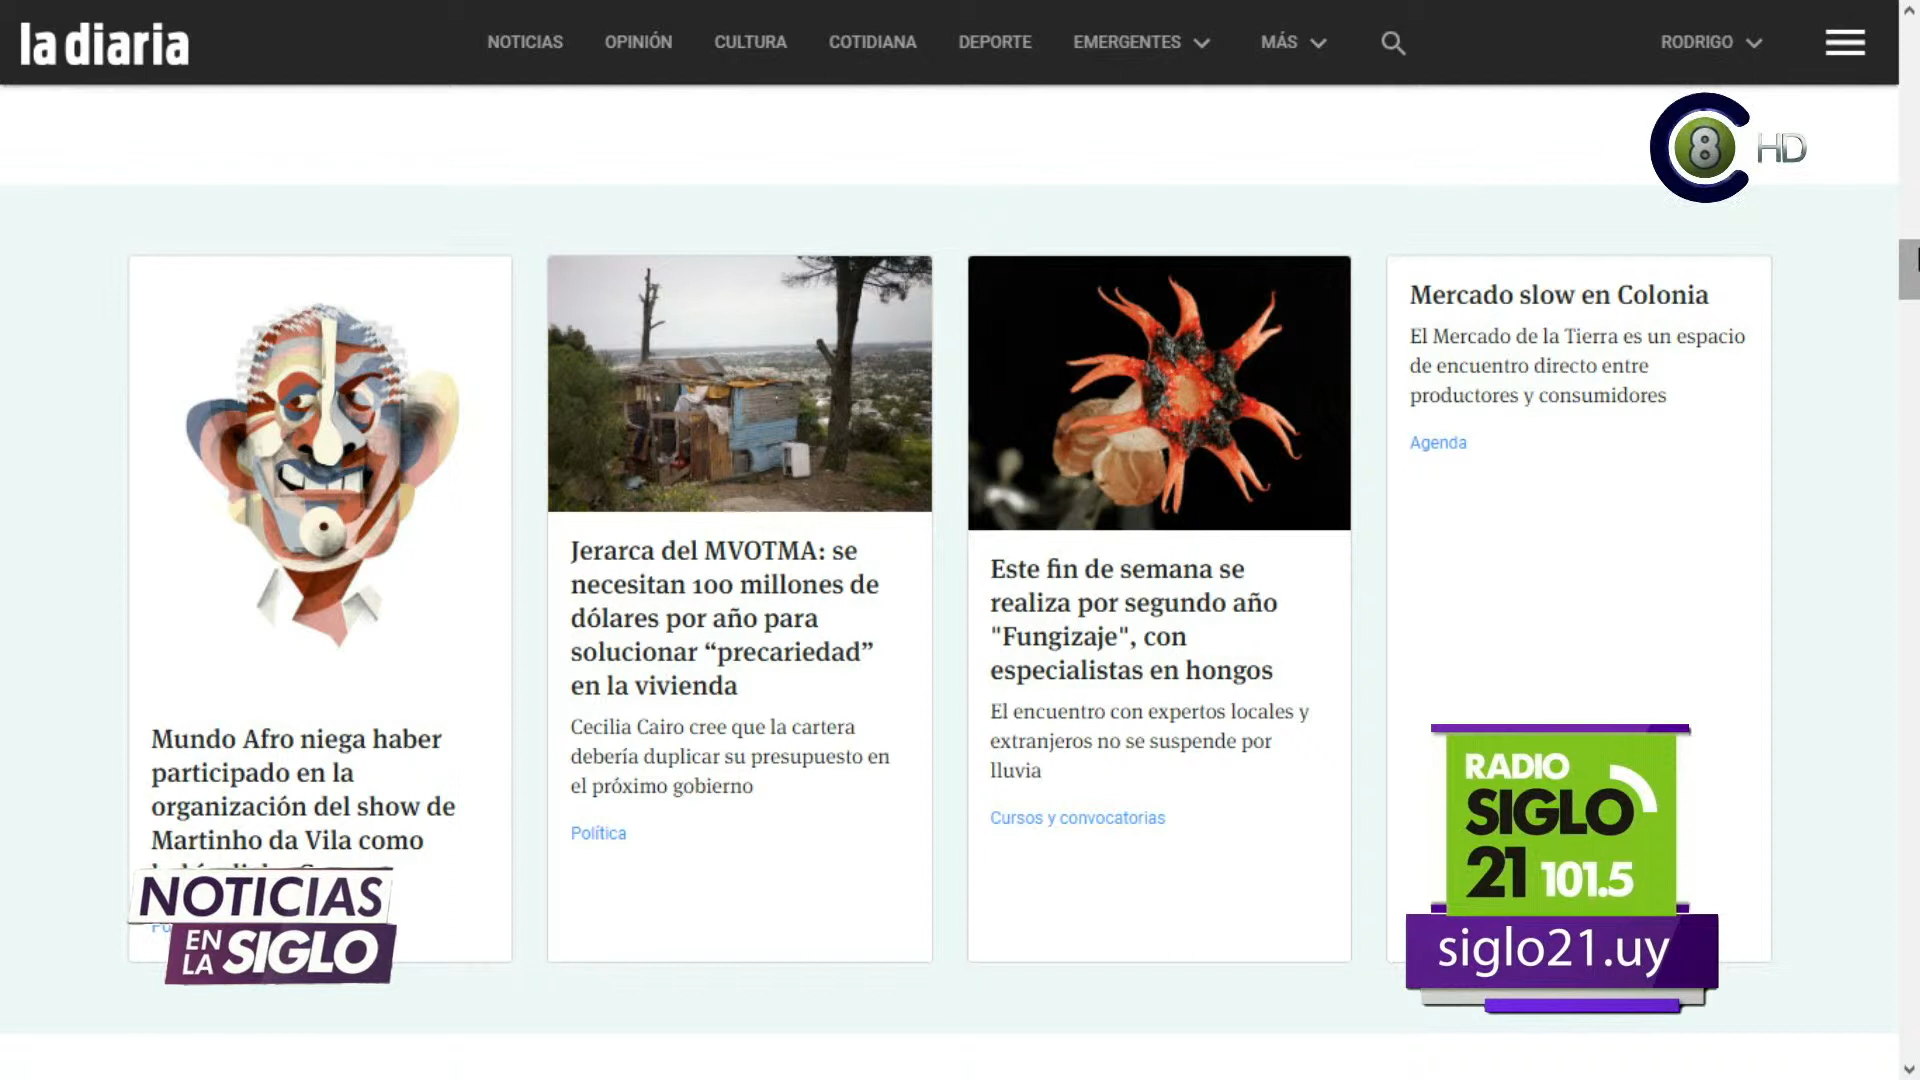 la diaria
NOTICIAS
OPINIÓN
CULTURA
COTIDIANA
DEPORTE
EMERGENTES
MÁS
RODRIGO
8 HD
Mundo Afro niega haber
participado en la
organización del show de
Martinho da Vila como
Jerarca del MVOTMA: se
necesitan 100 millones de
dólares por año para
solucionar “precariedad”
en la vivienda
Cecilia Cairo cree que la cartera
debería duplicar su presupuesto en
el próximo gobierno
Política
Este fin de semana se
realiza por segundo año
"Fungizaje", con
especialistas en hongos
El encuentro con expertos locales y
extranjeros no se suspende por
lluvia
Cursos y convocatorias
Mercado slow en Colonia
El Mercado de la Tierra es un espacio
de encuentro directo entre
productores y consumidores
Agenda
NOTICIAS
EN LA SIGLO
RADIO
SIGLO
21 101.5
siglo21.uy